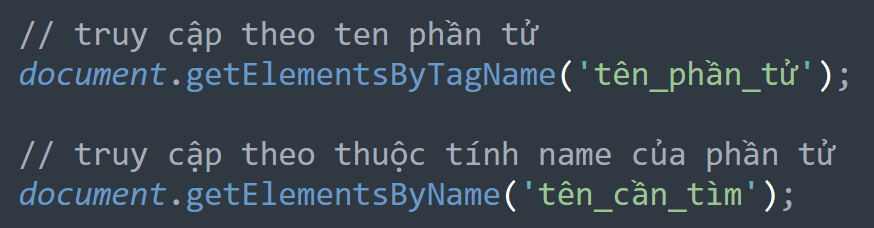 // truy cập theo ten phần tử
document.getElementsByTagName('tên_phần_tử');
// truy cập theo thuộc tính name của phần tử
document.getElementsByName('tên_cần_tìm');